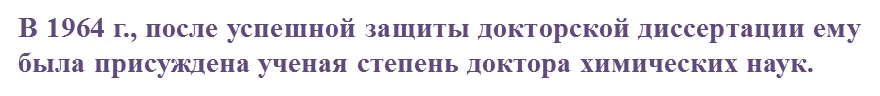 В 1964 г., после успешной защиты докторской диссертации ему
была присуждена ученая степень доктора химических наук.